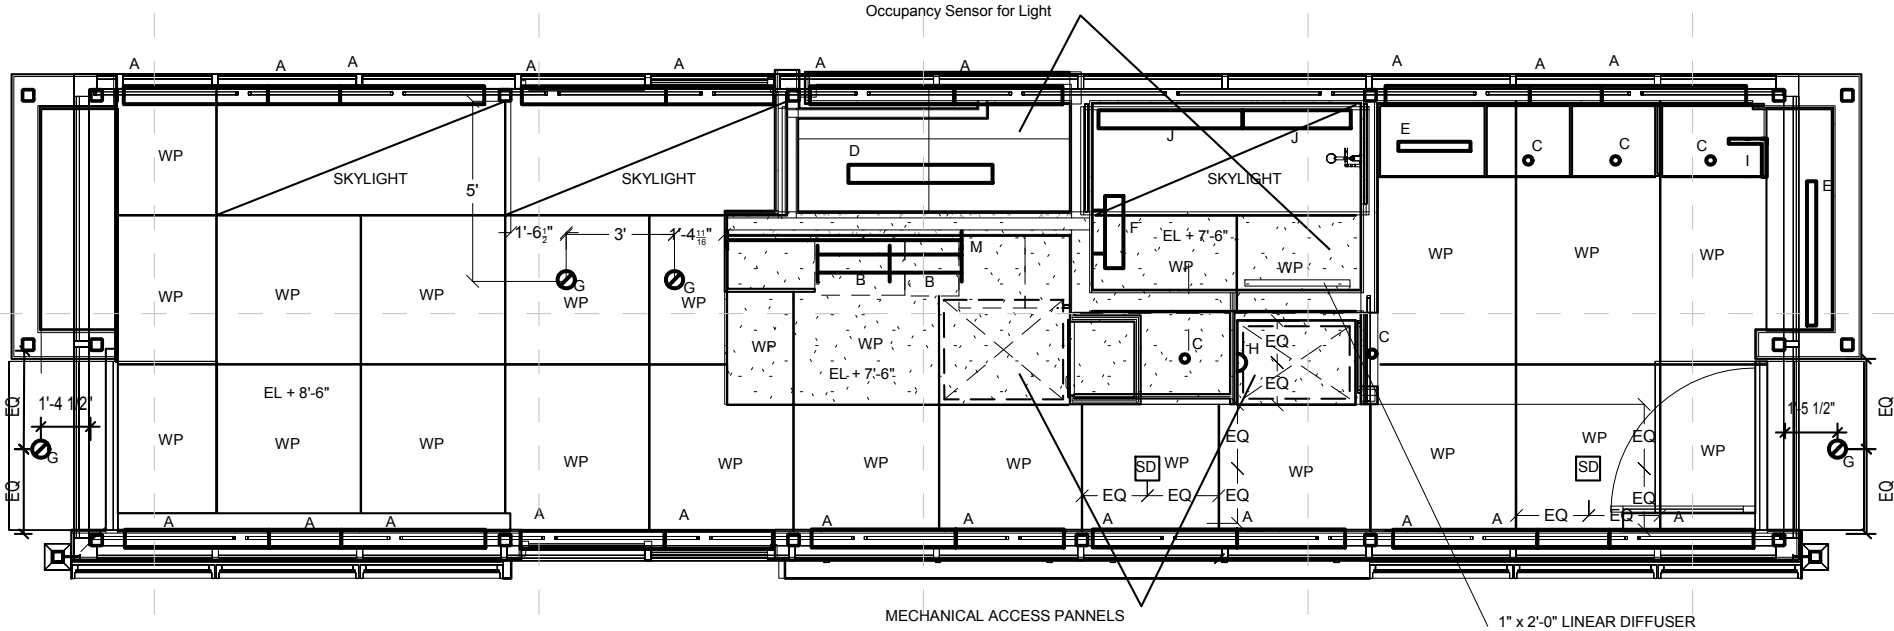 Occupancy Sensor for Light
A A A A A A A A A A
D
J J
E
C C C
I
E
WP
SKYLIGHT
SKYLIGHT
SKYLIGHT
5'
1'-6 1/2"
3'
1'-4 11/16"
M
F
EL + 7'-6"
WP WP
WP WP WP
G
WP
G
WP
B B
WP WP WP
WP
WP
EL + 7'-6"
C
EQ
H
EQ
C
EL + 8'-6"
EQ
1'-4 1/2"
G
EQ
WP WP WP WP WP WP WP
SD
WP
EQ
WP
WP
SD
WP
EQ
WP
1'-5 1/2"
EQ
G
EQ
EQ EQ EQ
EQ EQ
EQ
A A A A A A A A A A A A
MECHANICAL ACCESS PANNELS
1" x 2'-0" LINEAR DIFFUSER